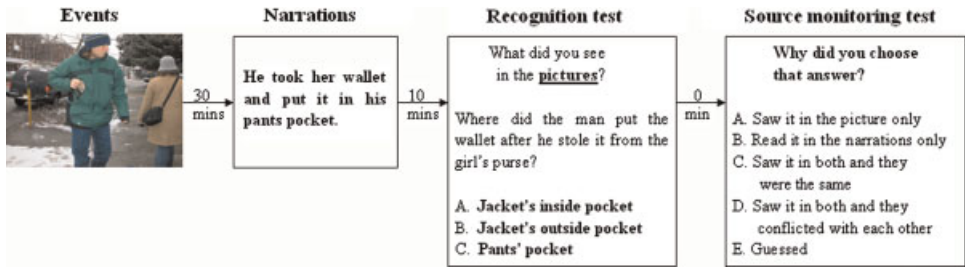 Events
Narrations
Recognition test
Source monitoring test
He took her wallet
and put it in his
pants pocket.
30
mins
10
mins
0
min
What did you see
in the pictures?
Where did the man put the
wallet after he stole it from the
girl's purse?
A. Jacket's inside pocket
B. Jacket's outside pocket
C. Pants' pocket
Why did you choose
that answer?
A. Saw it in the picture only
B. Read it in the narrations only
C. Saw it in both and they
were the same
D. Saw it in both and they
conflicted with each other
E. Guessed